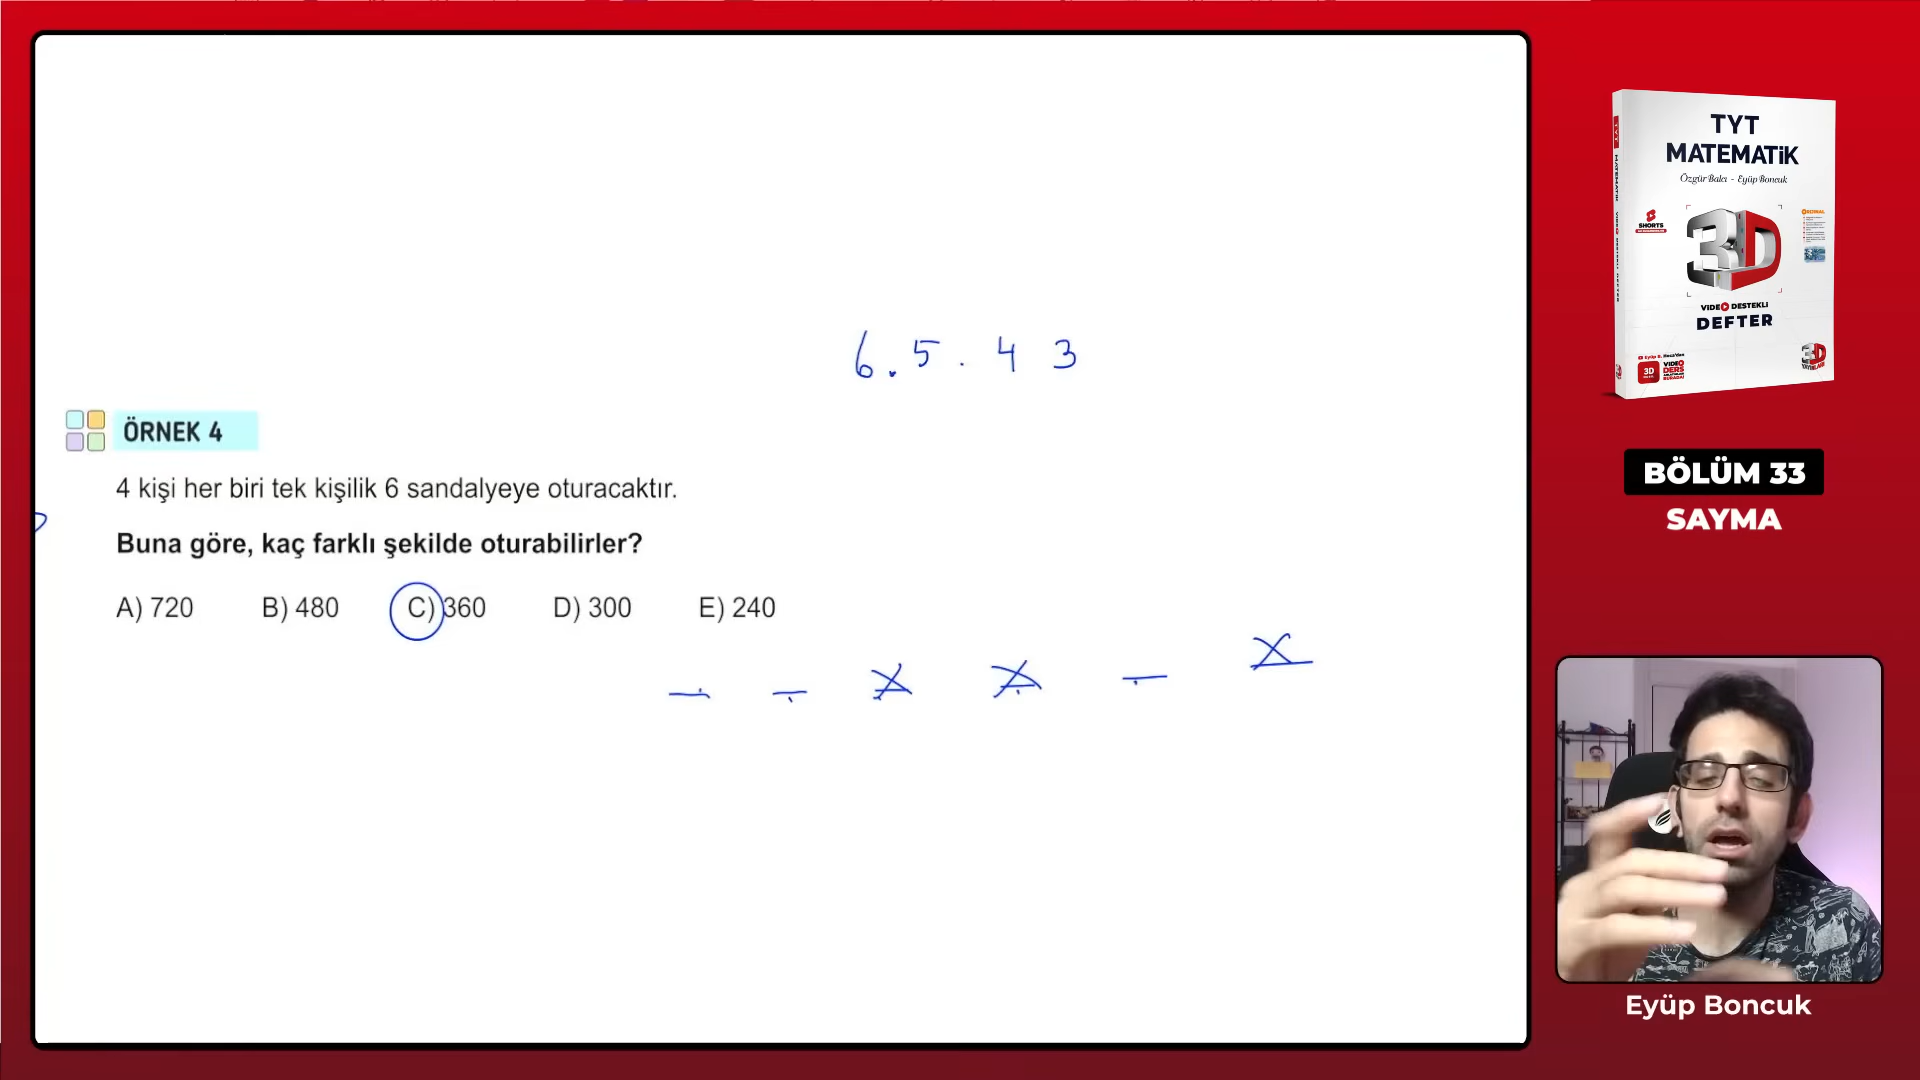 6 . 5 . 4 3
ÖRNEK 4
4 kişi her biri tek kişilik 6 sandalyeye oturacaktır.
Buna göre, kaç farklı şekilde oturabilirler?
A) 720 B) 480 C) 360 D) 300 E) 240
TYT
MATEMATİK
Özgür Balcı - Eyüp Boncuk
SHORTS
3D
VIDEO DESTEKLİ
DEFTER
BÖLÜM 33
SAYMA
Eyüp Boncuk